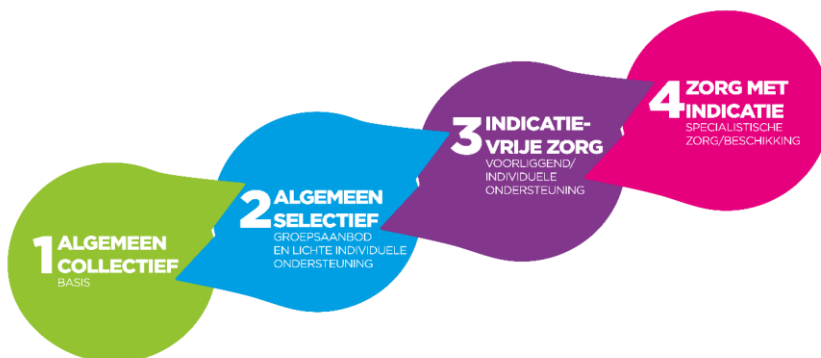 1 ALGEMEEN
COLLECTIEF
BASIS
2 ALGEMEEN
SELECTIEF
GROEPSAANBOD
EN LICHTE INDIVIDUELE
ONDERSTEUNING
3 INDICATIE-
VRIJE ZORG
VOORLIGGEND/
INDIVIDUELE
ONDERSTEUNING
4 ZORG MET
INDICATIE
SPECIALISTISCHE
ZORG/BESCHIKKING